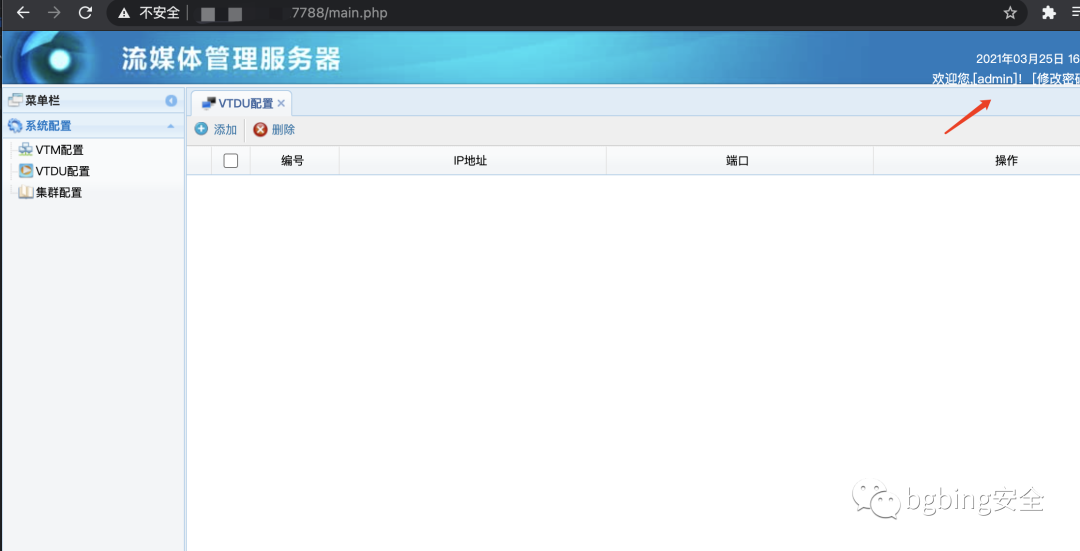 不安全 7788/main.php
流媒体管理服务器
2021年03月25日 16
欢迎您,[admin]! [修改密码
菜单栏
VTDU配置
系统配置
添加 删除
VTM配置
编号 IP地址 端口 操作
VTDU配置
集群配置
bgbing安全